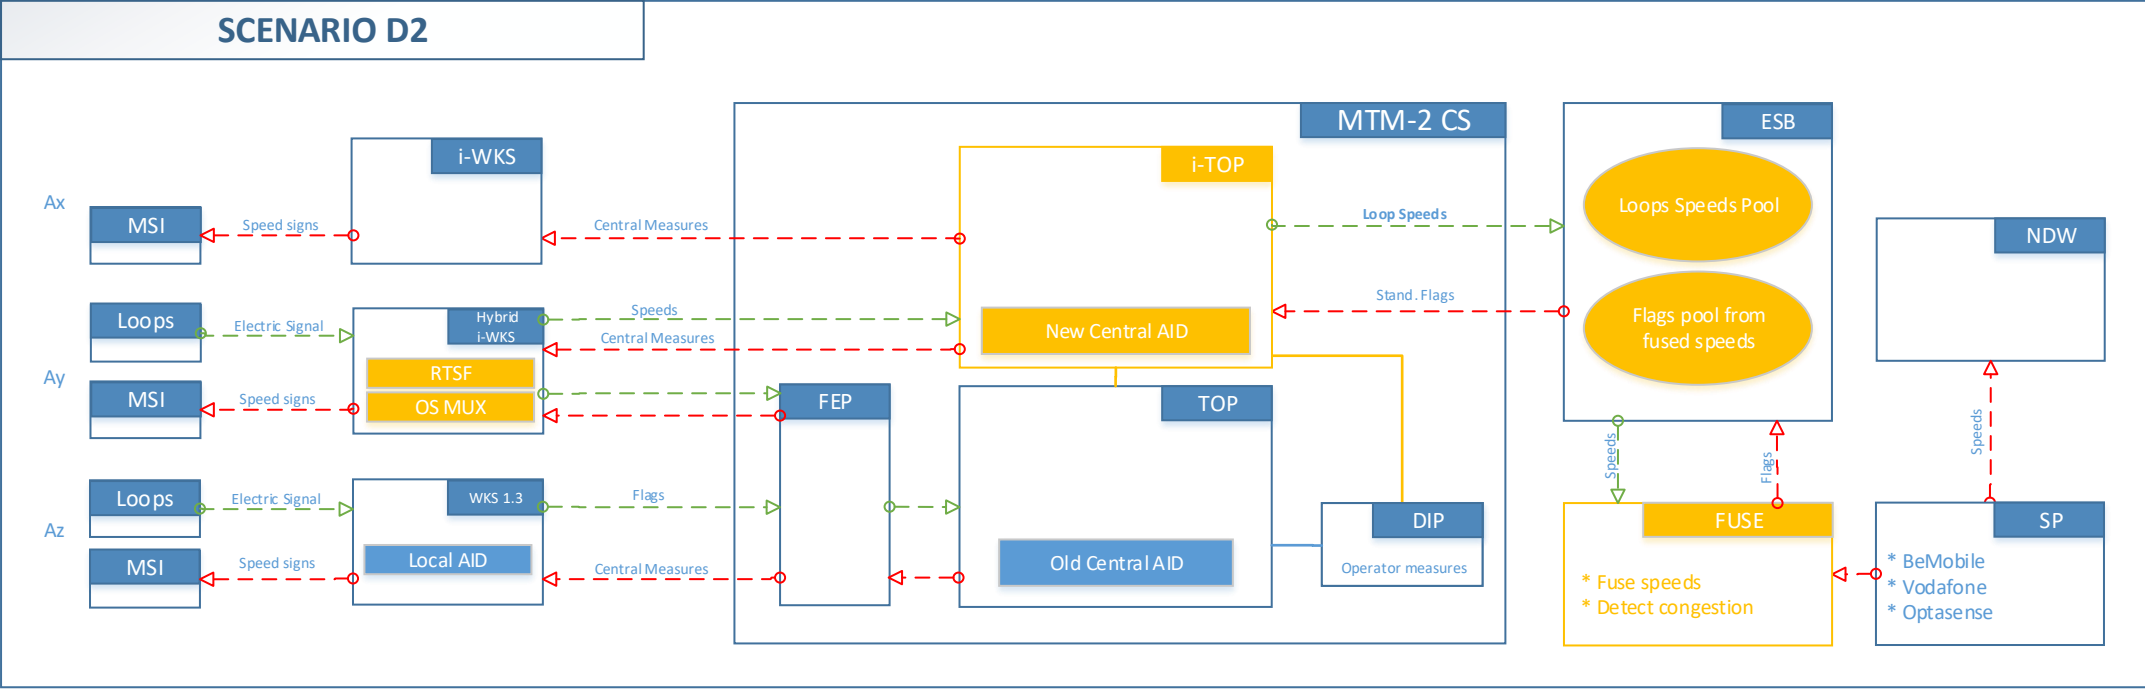 SCENARIO D2
MTM-2 CS
ESB
i-WKS
i-TOP
Ax
MSI
Speed signs
Central Measures
Loop Speeds
Loops Speeds Pool
NDW
Loops
Electric Signal
Hybrid
i-WKS
Speeds
Central Measures
New Central AID
Stand. Flags
Flags pool from
fused speeds
Ay
RTSF
MSI
Speed signs
OS MUX
FEP
TOP
Speeds
Flags
Speeds
Loops
Electric Signal
WKS 1.3
Flags
Az
DIP
FUSE
SP
MSI
Speed signs
Local AID
Central Measures
Old Central AID
Operator measures
* Fuse speeds
* Detect congestion
* BeMobile
* Vodafone
* Optasense